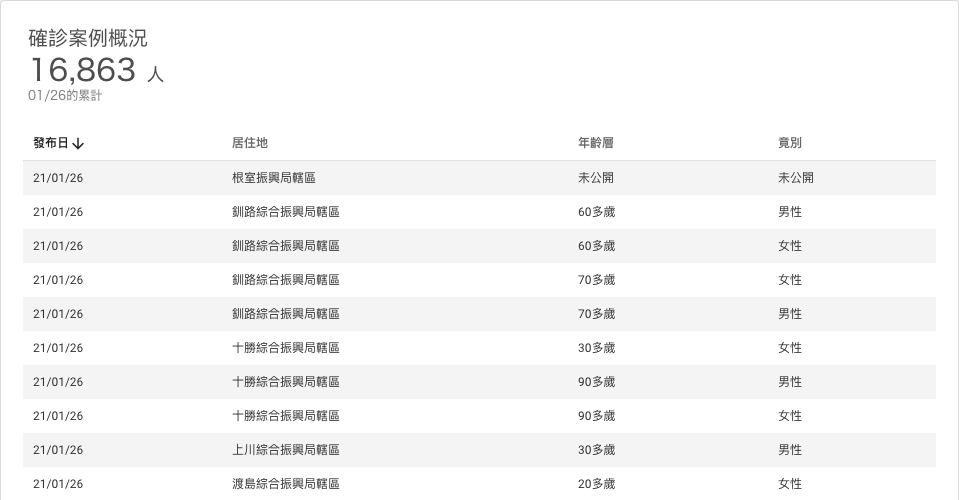 確診案例概況
16,863 人
01/26的累計
發布日↓ 居住地 年齡層 竟別
21/01/26 根室振興局轄區 未公開 未公開
21/01/26 釧路綜合振興局轄區 60多歲 男性
21/01/26 釧路綜合振興局轄區 60多歲 女性
21/01/26 釧路綜合振興局轄區 70多歲 女性
21/01/26 釧路綜合振興局轄區 70多歲 男性
21/01/26 十勝綜合振興局轄區 30多歲 女性
21/01/26 十勝綜合振興局轄區 90多歲 男性
21/01/26 十勝綜合振興局轄區 90多歲 女性
21/01/26 上川綜合振興局轄區 30多歲 男性
21/01/26 渡島綜合振興局轄區 20多歲 女性